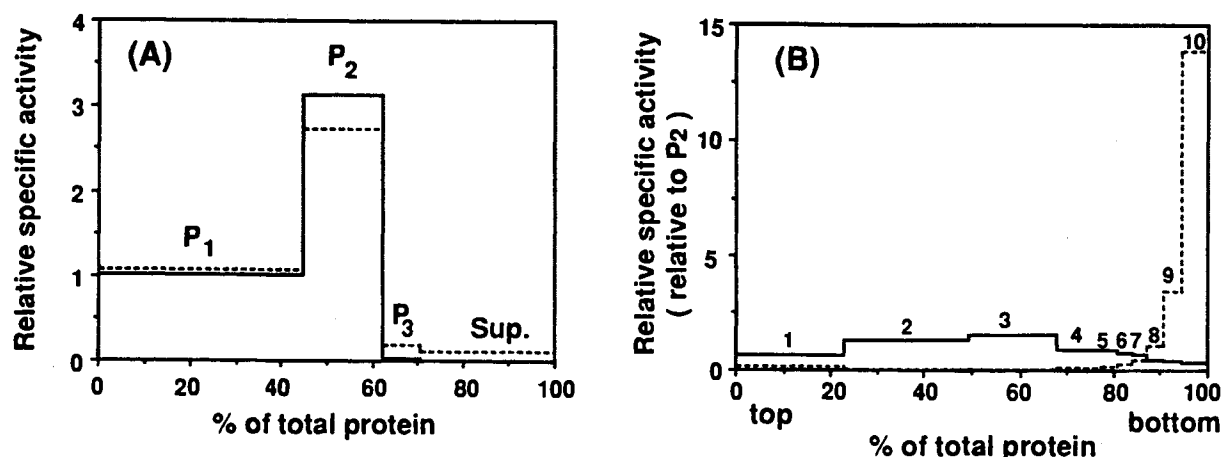 (A)
Relative specific activity
4
3
2
1
0
P1
P2
P3
Sup.
0 20 40 60 80 100
% of total protein
(B)
Relative specific activity
( relative to P2)
15
10
5
0
1 2 3 4 5 6 7 8 9 10
0 20 40 60 80 100
top bottom
% of total protein